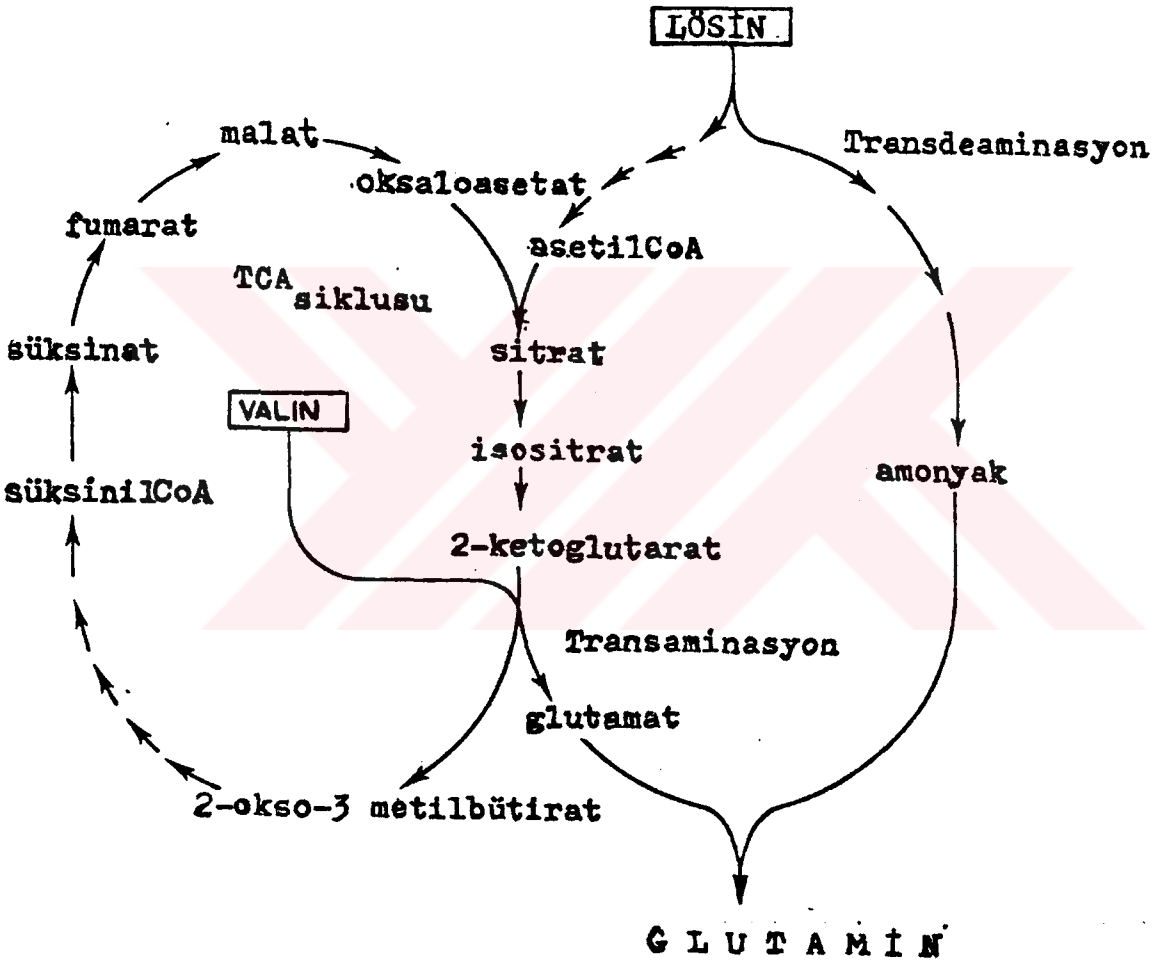 LÖSİN
malat
Transdeaminasyon
oksaloasetat
fumarat
asetilCoA
TCA siklusu
süksinat
sitrat
VALIN
isositrat
amonyak
süksinilCoA
2-ketoglutarat
Transaminasyon
glutamat
2-okso-3 metilbütirat
GLUTAMİN